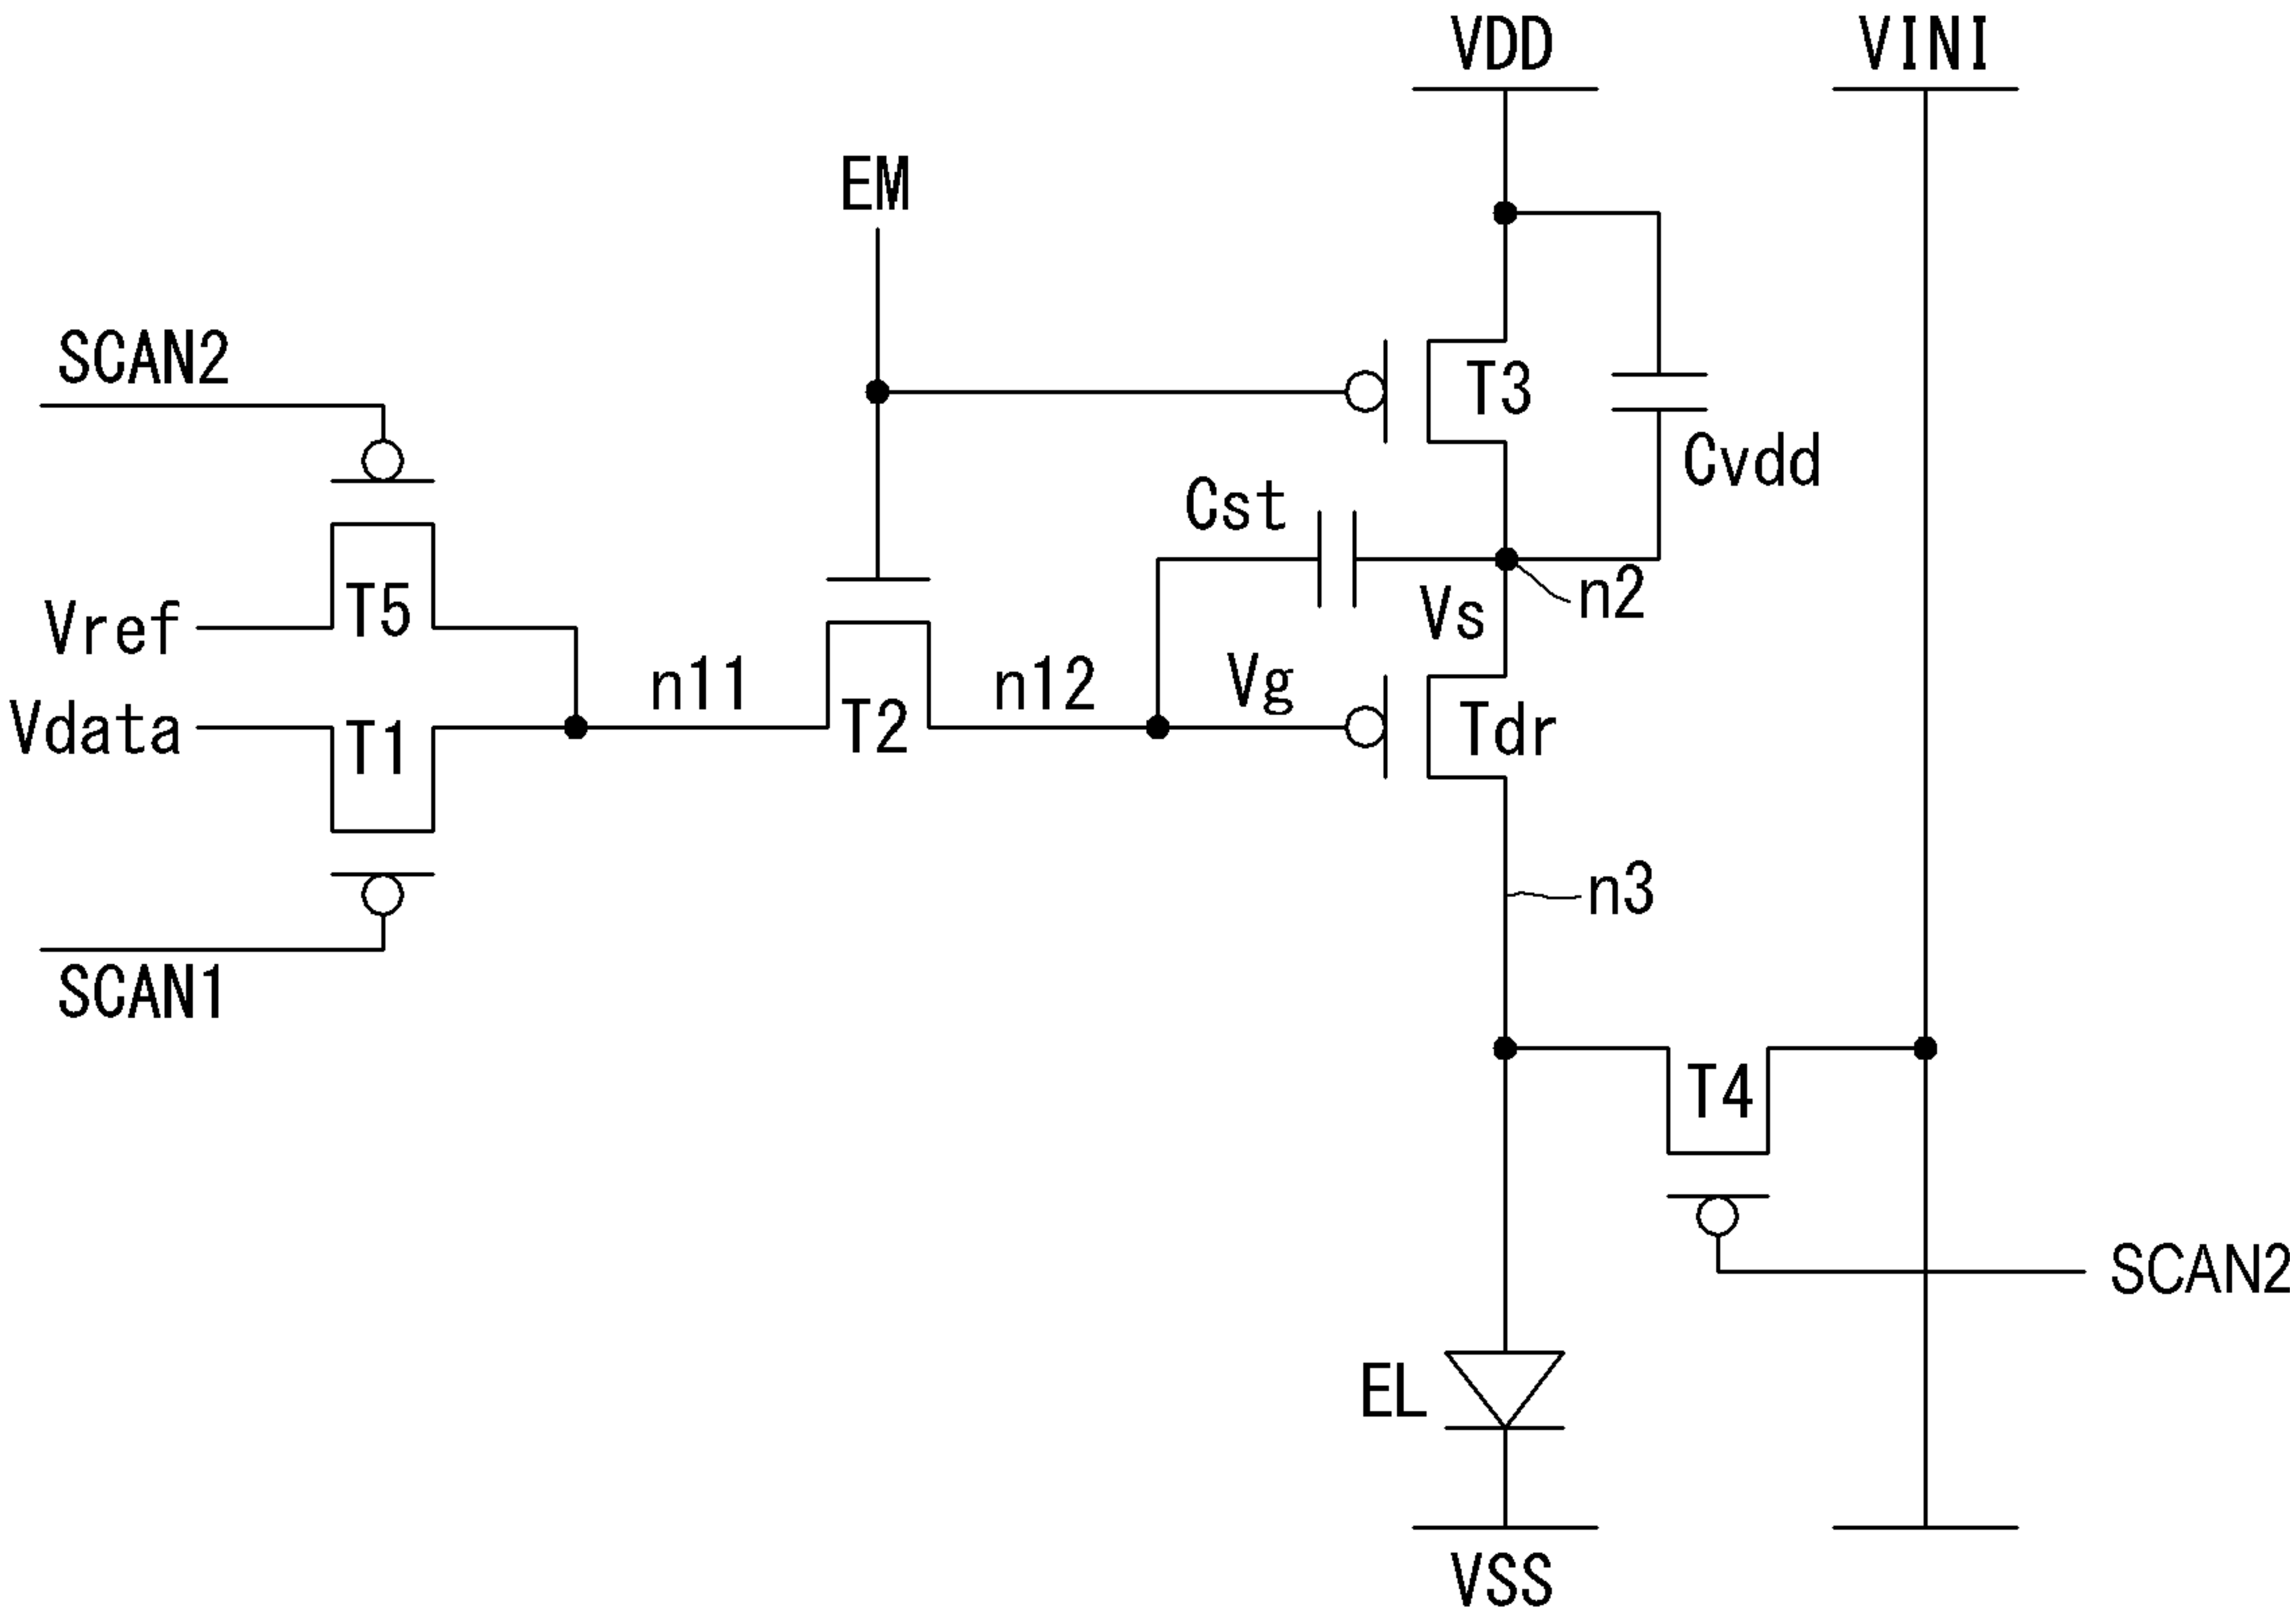 VDD
VINI
EM
SCAN2
T3
Cvdd
Cst
n2
Vs
T5
Vref
n11
n12
Vg
Vdata
T1
T2
Tdr
n3
SCAN1
T4
SCAN2
EL
VSS